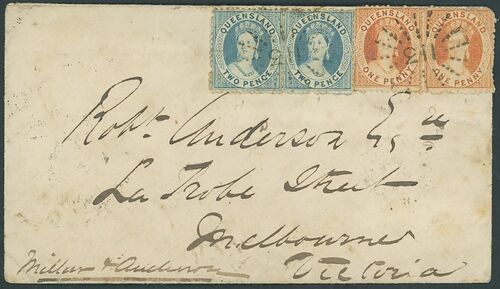 QUEENSLAND QUEENSLAND QUEENSLAND QUEENSLAND
TWO PENCE TWO PENCE ONE PENNY ONE PENNY
Robt. Anderson Esqre
La Trobe Street
Melbourne
Victoria
Millar & Anderson